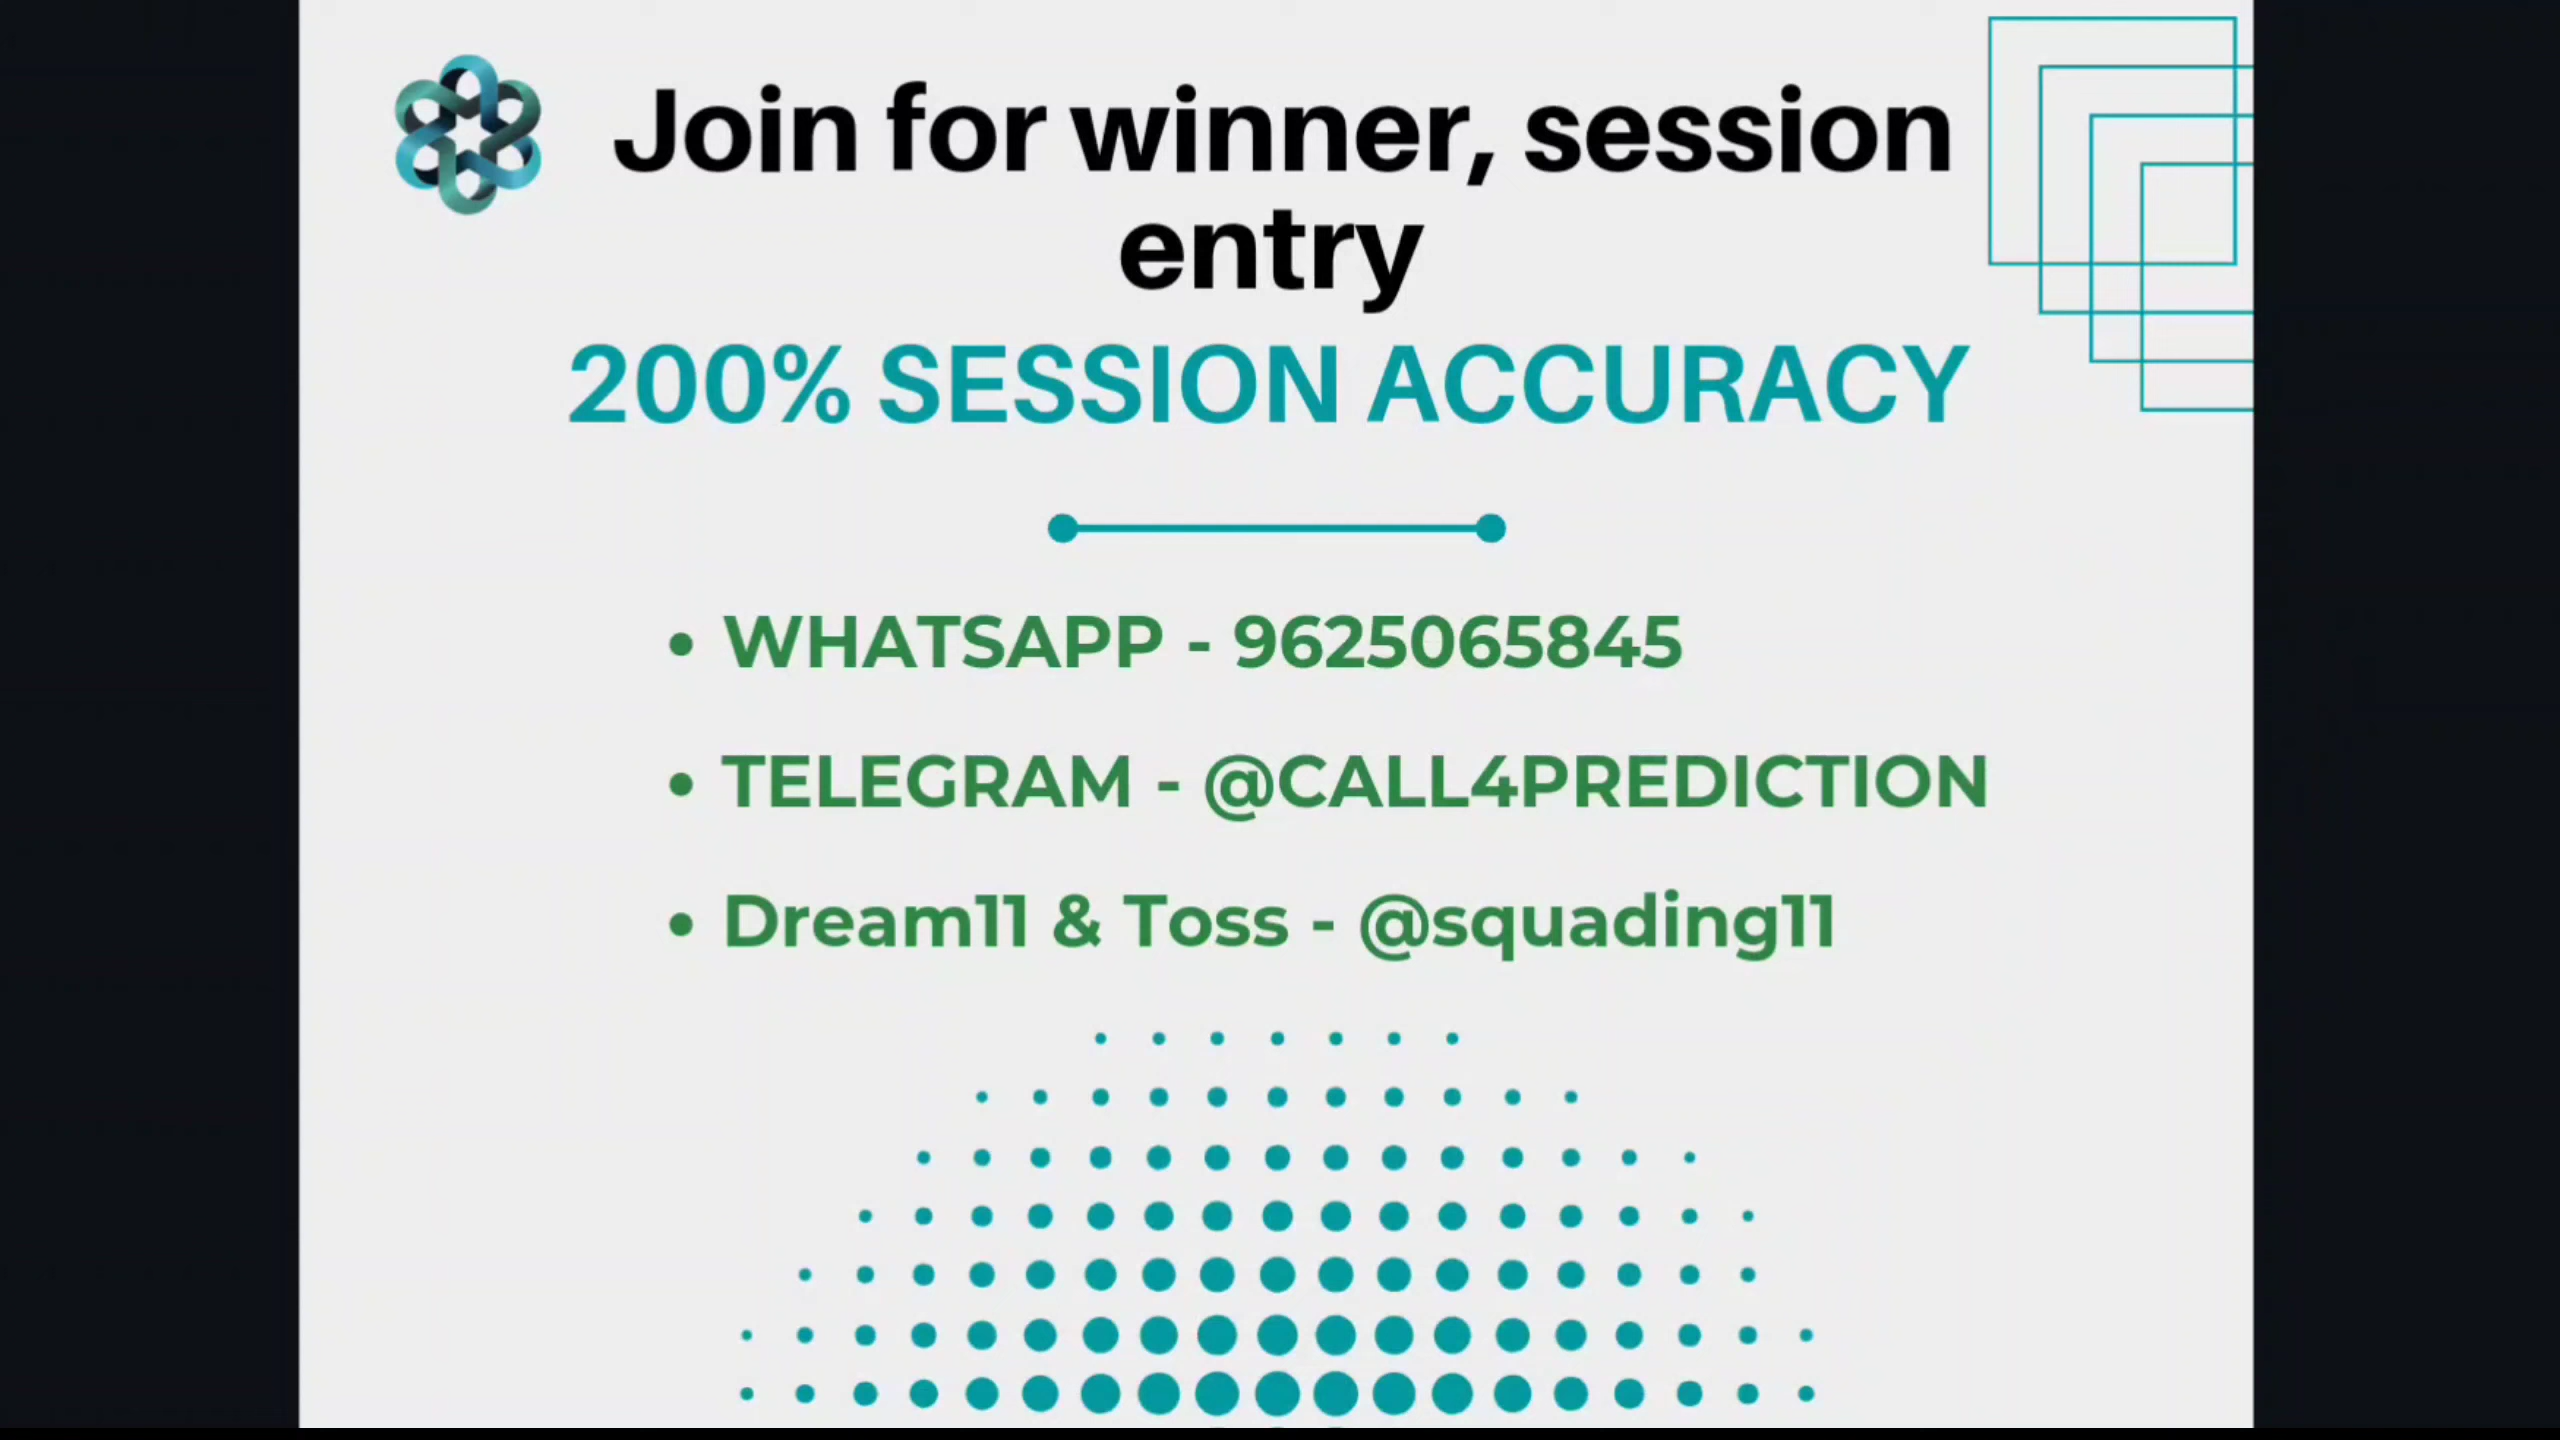 Join for winner, session
entry
200% SESSION ACCURACY
• WHATSAPP - 9625065845
• TELEGRAM - @CALL4PREDICTION
• Dream11 & Toss - @squading11